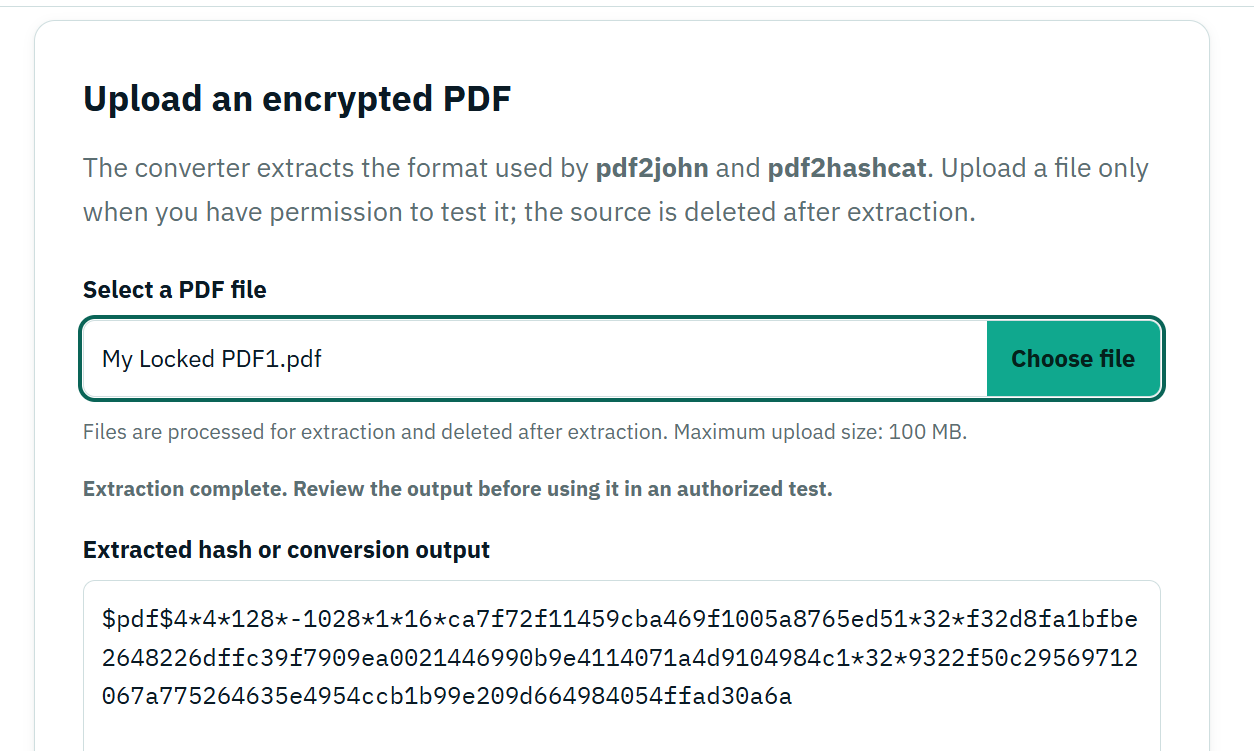 Upload an encrypted PDF
The converter extracts the format used by pdf2john and pdf2hashcat. Upload a file only
when you have permission to test it; the source is deleted after extraction.
Select a PDF file
My Locked PDF1.pdf
Choose file
Files are processed for extraction and deleted after extraction. Maximum upload size: 100 MB.
Extraction complete. Review the output before using it in an authorized test.
Extracted hash or conversion output
$pdf$4*4*128*-1028*1*16*ca7f72f11459cba469f1005a8765ed51*32*f32d8fa1bfbe
2648226dffc39f7909ea0021446990b9e4114071a4d9104984c1*32*9322f50c29569712
067a775264635e4954ccb1b99e209d664984054ffad30a6a